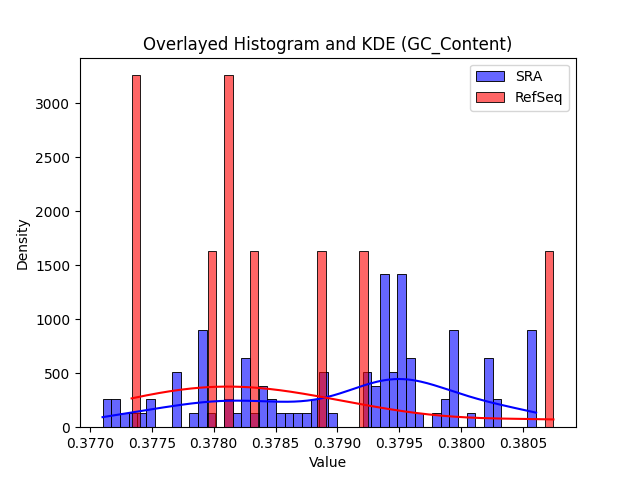 Overlayed Histogram and KDE (GC_Content)
SRA
RefSeq
3000
2500
2000
1500
1000
500
0
Density
0.3770 0.3775 0.3780 0.3785 0.3790 0.3795 0.3800 0.3805
Value